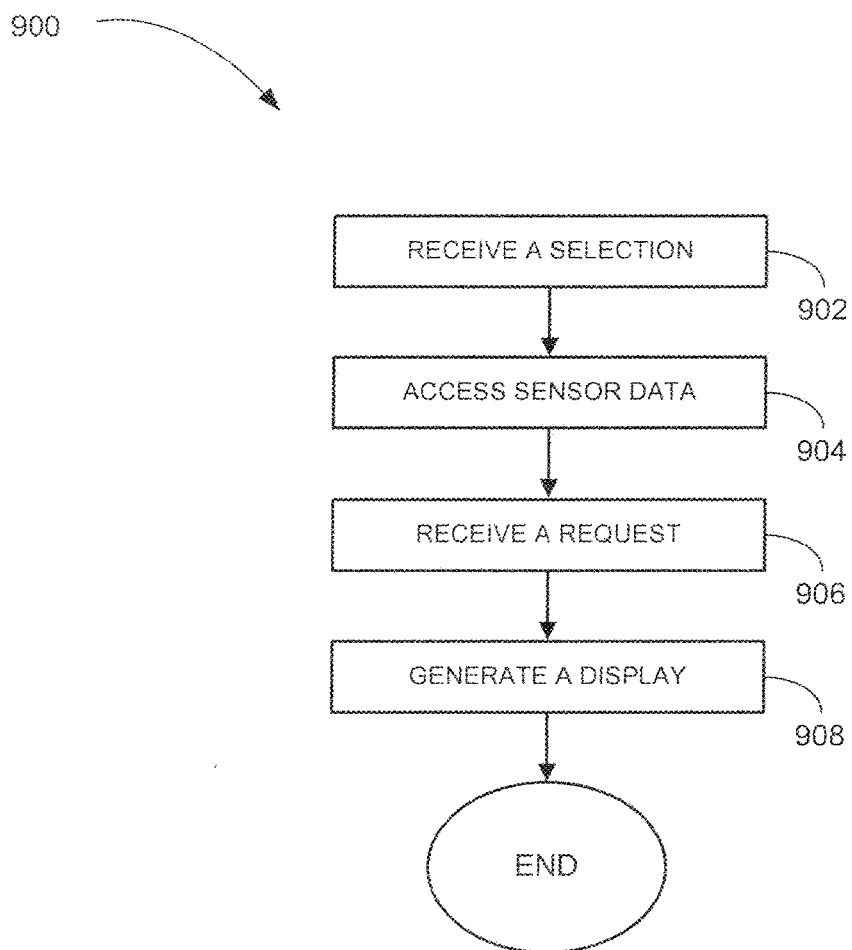 900
RECEIVE A SELECTION
902
ACCESS SENSOR DATA
904
RECEIVE A REQUEST
906
GENERATE A DISPLAY
908
END